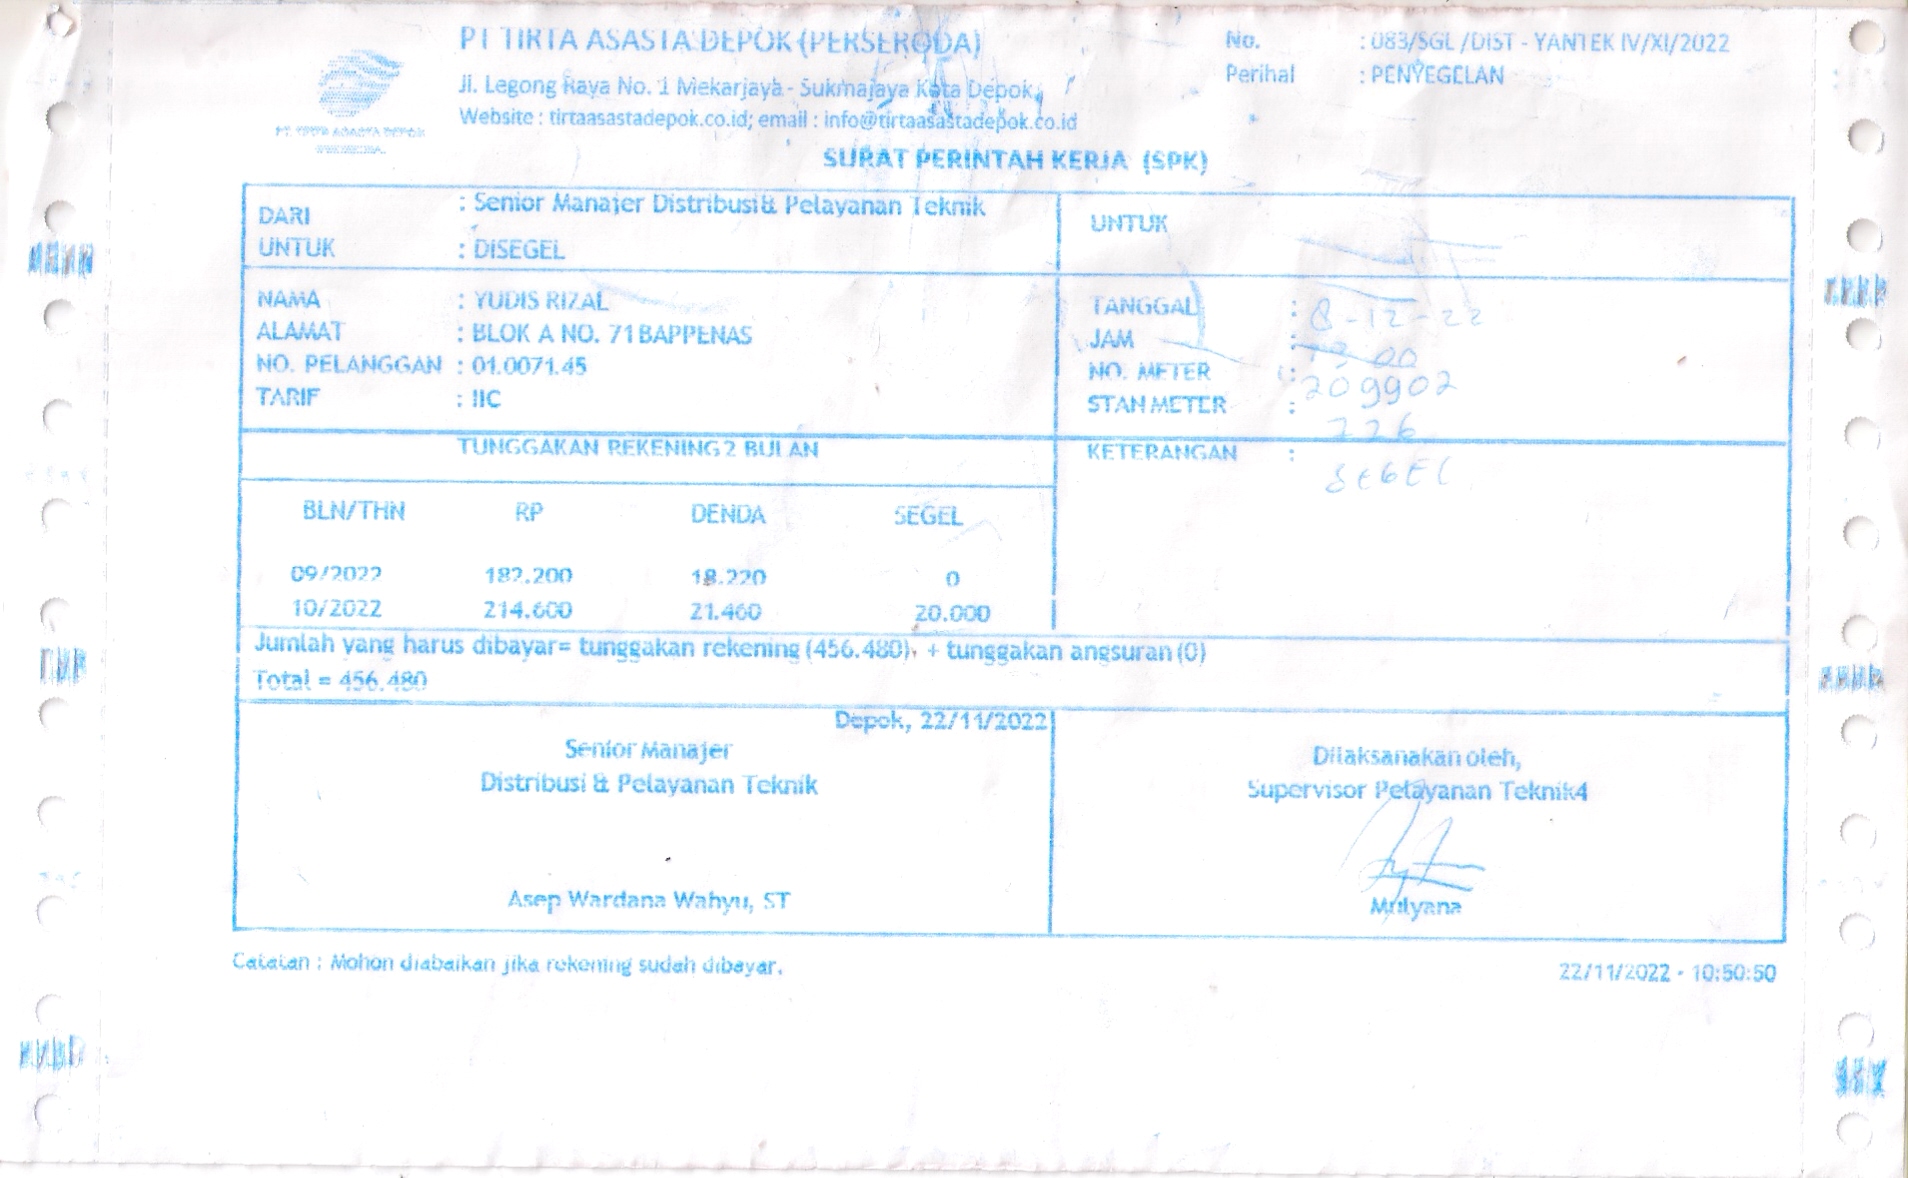 PT TIRTA ASASTA DEPOK (PERSERODA)
Jl. Legong Raya No. 1 Mekarjaya - Sukmajaya Kota Depok
Website : tirtaasastadepok.co.id; email : info@tirtaasastadepok.co.id
No. : 083/SGL /DIST - YANTEK IV/XI/2022
Perihal : PENYEGELAN
PT. TIRTA ASASTA DEPOK
SURAT PERINTAH KERJA (SPK)
DARI : Senior Manajer Distribusi & Pelayanan Teknik
UNTUK : DISEGEL
UNTUK
NAMA : YUDIS RIZAL
ALAMAT : BLOK A NO. 71 BAPPENAS
NO. PELANGGAN : 01.0071.45
TARIF : IIC
TANGGAL : 8-12-22
JAM : 13 00
NO. METER : 209902
STAN METER : 226
TUNGGAKAN REKENING 2 BULAN
KETERANGAN : SEGEL
BLN/THN RP DENDA SEGEL
09/2022 182.200 18.220 0
10/2022 214.600 21.460 20.000
Jumlah yang harus dibayar= tunggakan rekening (456.480). + tunggakan angsuran (0)
Total = 456.480
Depok, 22/11/2022
Senior Manajer
Distribusi & Pelayanan Teknik
Asep Wardana Wahyu, ST
Dilaksanakan oleh,
Supervisor Pelayanan Teknik4
Mulyana
Catatan : Mohon diabaikan jika rekening sudah dibayar.
22/11/2022 - 10:50:50